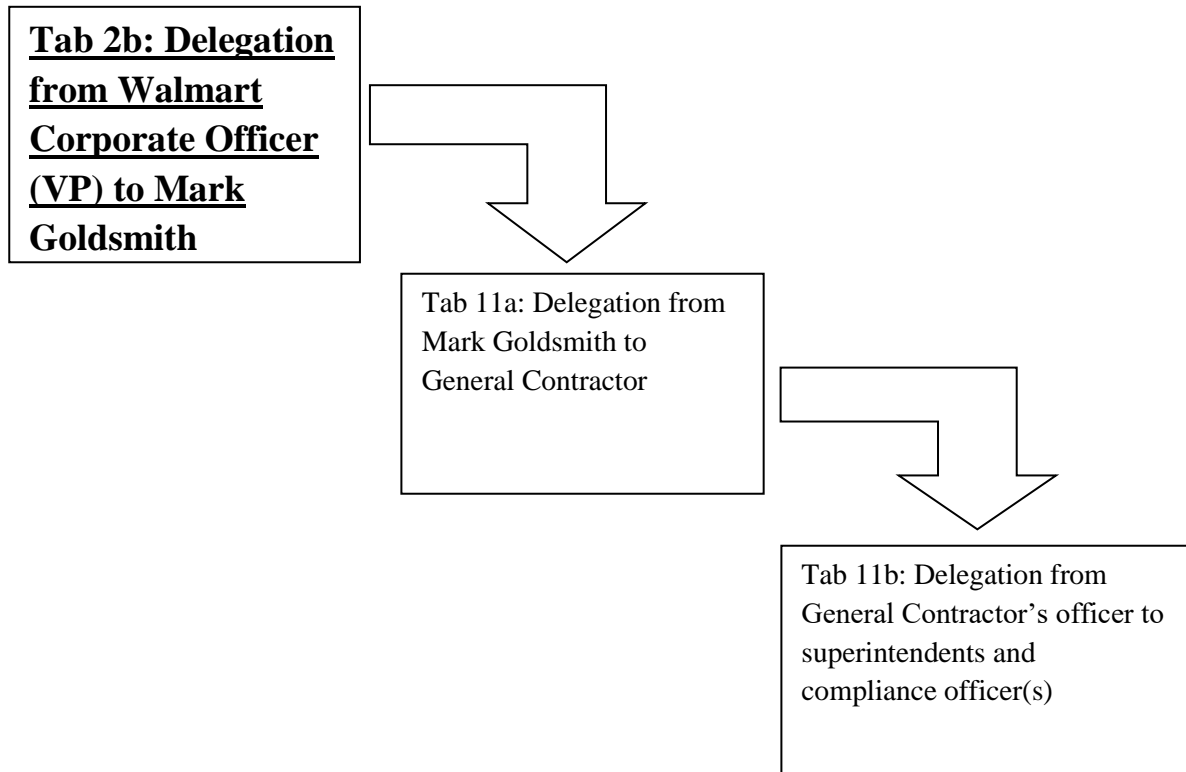 Tab 2b: Delegation
from Walmart
Corporate Officer
(VP) to Mark
Goldsmith
Tab 11a: Delegation from
Mark Goldsmith to
General Contractor
Tab 11b: Delegation from
General Contractor’s officer to
superintendents and
compliance officer(s)